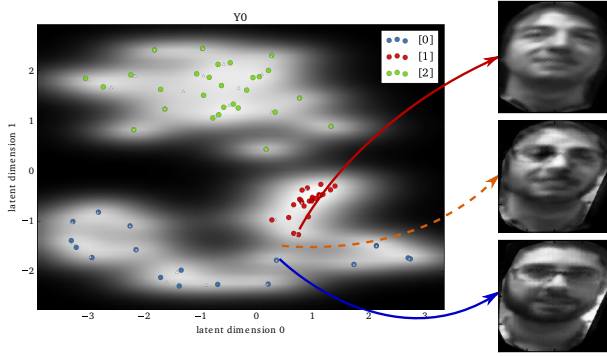 Y0
[0]
[1]
[2]
latent dimension 1
2
1
0
−1
−2
−3 −2 −1 0 1 2 3
latent dimension 0